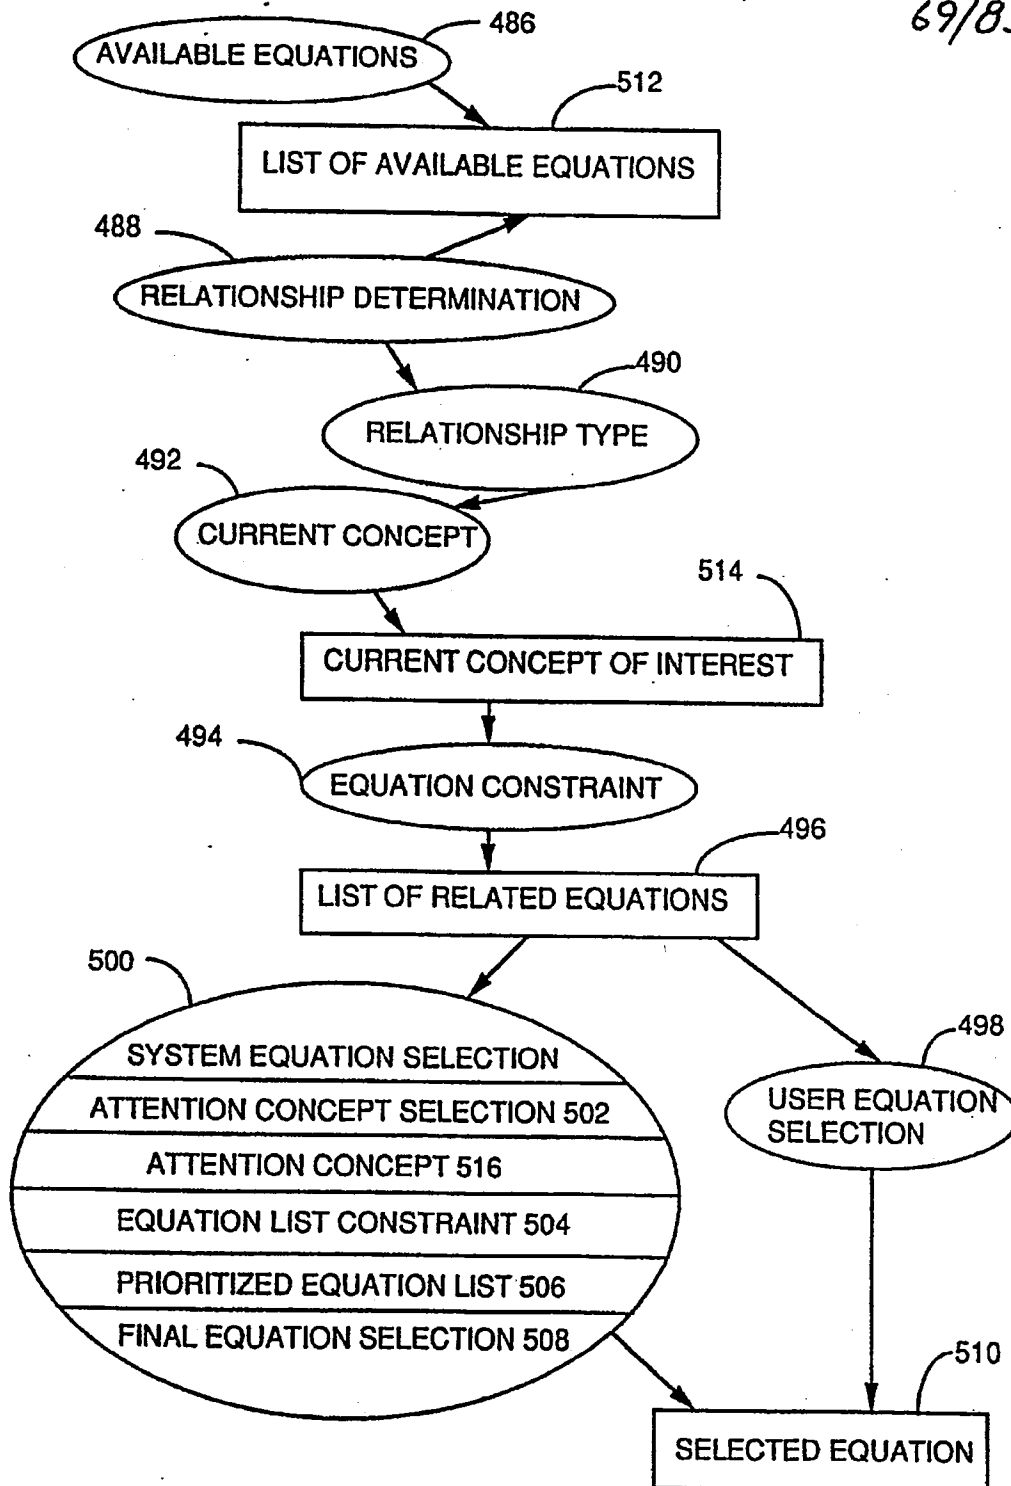 486
69/8
AVAILABLE EQUATIONS
512
LIST OF AVAILABLE EQUATIONS
488
RELATIONSHIP DETERMINATION
490
RELATIONSHIP TYPE
492
CURRENT CONCEPT
514
CURRENT CONCEPT OF INTEREST
494
EQUATION CONSTRAINT
496
LIST OF RELATED EQUATIONS
500
498
SYSTEM EQUATION SELECTION
ATTENTION CONCEPT SELECTION 502
USER EQUATION
SELECTION
ATTENTION CONCEPT 516
EQUATION LIST CONSTRAINT 504
PRIORITIZED EQUATION LIST 506
FINAL EQUATION SELECTION 508
510
SELECTED EQUATION